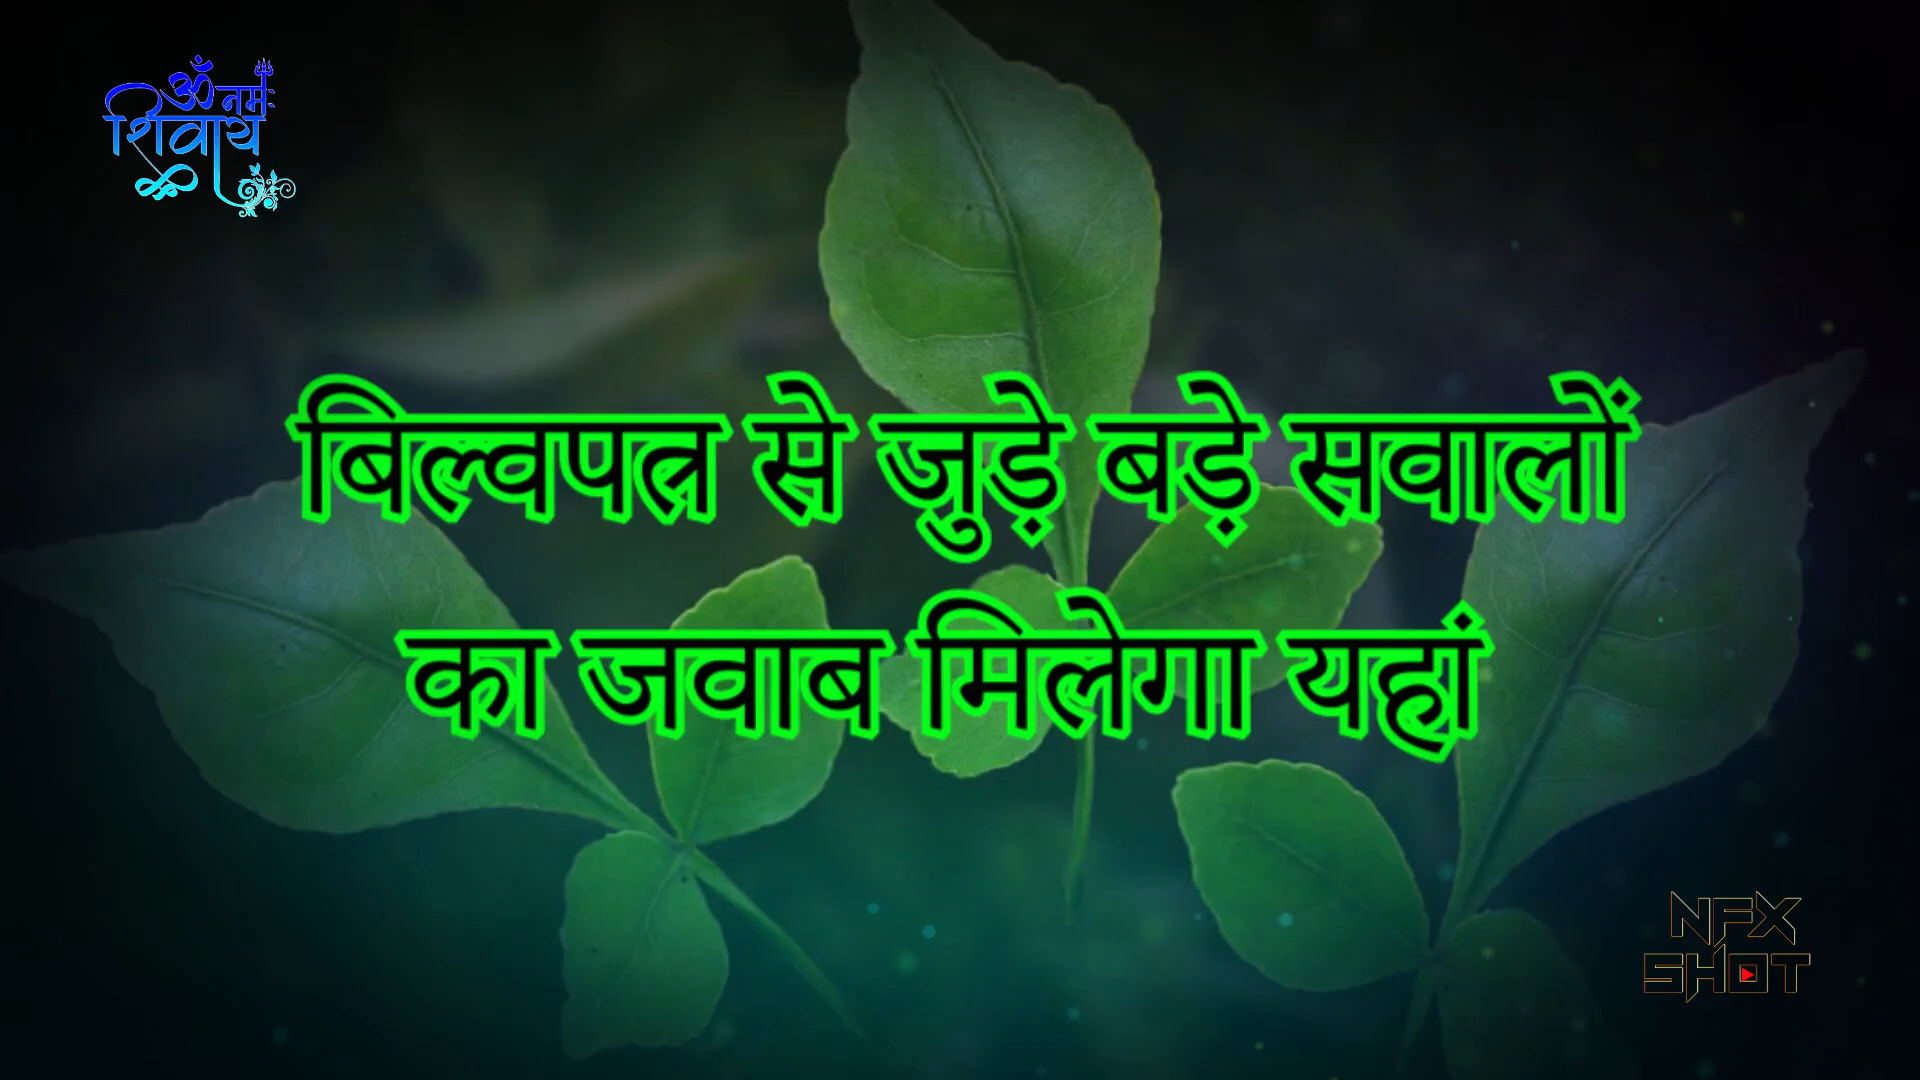 ॐ नमः
शिवाय
बिल्वपत्र से जुड़े बड़े सवालों
का जवाब मिलेगा यहां
NFX
SHOT